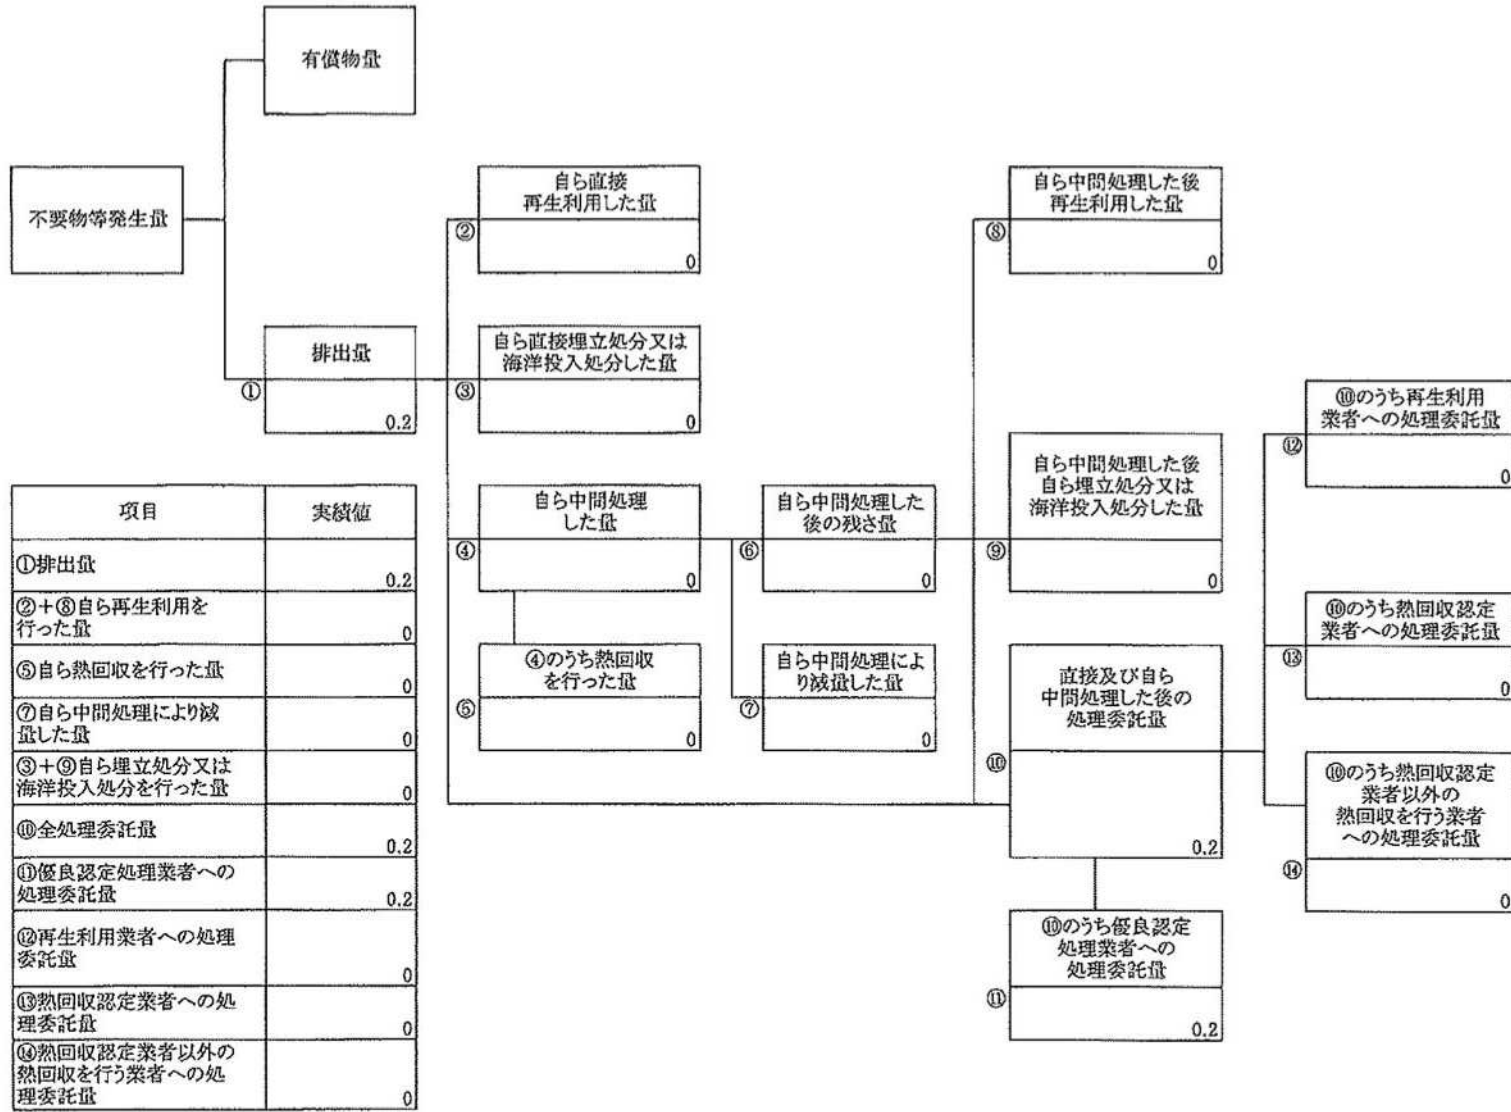 有償物量
不要物等発生量
自ら直接
再生利用した量
②
0
自ら中間処理した後
再生利用した量
⑧
0
排出量
①
0.2
自ら直接埋立処分又は
海洋投入処分した量
③
0
⑩のうち再生利用
業者への処理委託量
⑫
0
自ら中間処理
した量
④
0
自ら中間処理した
後の残さ量
⑥
0
自ら中間処理した後
自ら埋立処分又は
海洋投入処分した量
⑨
0
⑩のうち熱回収認定
業者への処理委託量
⑬
0
④のうち熱回収
を行った量
⑤
0
自ら中間処理によ
り減量した量
⑦
0
直接及び自ら
中間処理した後の
処理委託量
⑩
0.2
⑩のうち熱回収認定
業者以外の
熱回収を行う業者
への処理委託量
⑭
0
⑩のうち優良認定
処理業者への
処理委託量
⑪
0.2
項目 実績値
①排出量
0.2
②+⑧自ら再生利用を
行った量
0
⑤自ら熱回収を行った量
0
⑦自ら中間処理により減
量した量
0
③+⑨自ら埋立処分又は
海洋投入処分を行った量
0
⑩全処理委託量
0.2
⑪優良認定処理業者への
処理委託量
0.2
⑫再生利用業者への処理
委託量
0
⑬熱回収認定業者への処
理委託量
0
⑭熱回収認定業者以外の
熱回収を行う業者への処
理委託量
0